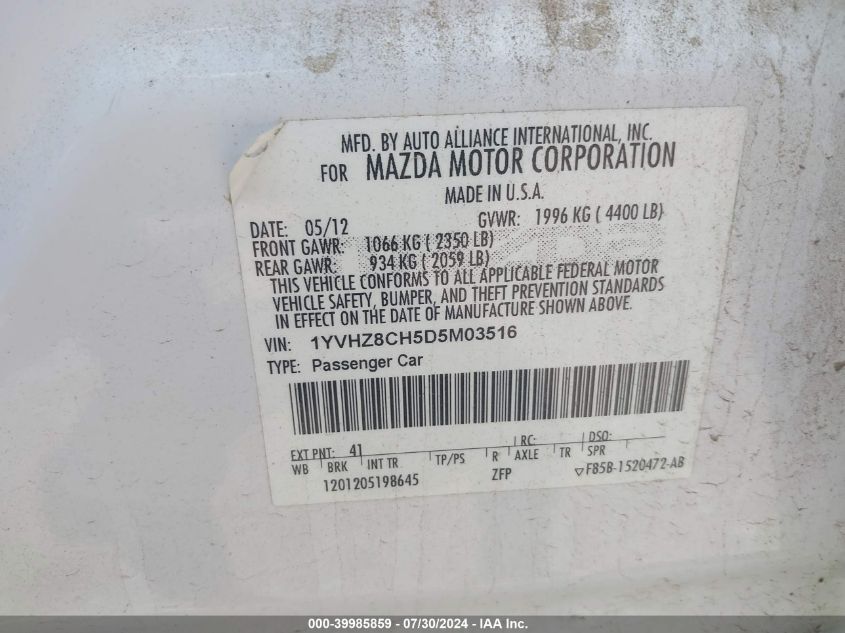 MFD. BY AUTO ALLIANCE INTERNATIONAL, INC.
FOR MAZDA MOTOR CORPORATION
MADE IN U.S.A.
DATE: 05/12 GVWR: 1996 KG ( 4400 LB)
FRONT GAWR: 1066 KG ( 2350 LB)
REAR GAWR: 934 KG ( 2059 LB)
THIS VEHICLE CONFORMS TO ALL APPLICABLE FEDERAL MOTOR
VEHICLE SAFETY, BUMPER, AND THEFT PREVENTION STANDARDS
IN EFFECT ON THE DATE OF MANUFACTURE SHOWN ABOVE.
VIN: 1YVHZ8CH5D5M03516
TYPE: Passenger Car
EXT PNT: 41 RC: DSO:
WB BRK INT TR TP/PS R AXLE TR SPR
1201205198645 ZFP F85B-1520472-AB
000-39985859 / 07/30/2024 - IAA Inc.